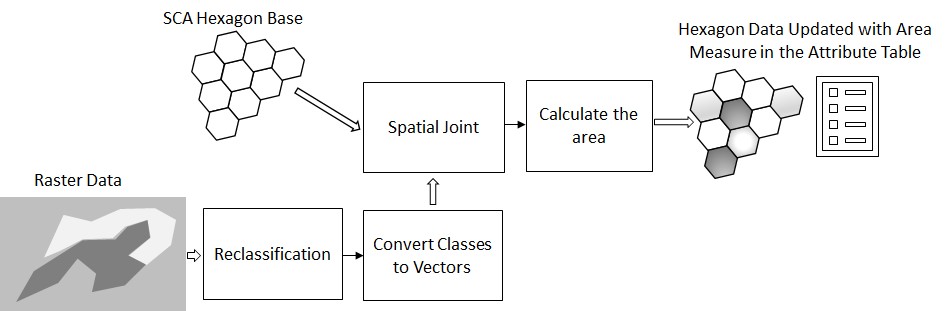 SCA Hexagon Base
Hexagon Data Updated with Area
Measure in the Attribute Table
Spatial Joint
Calculate the
area
Raster Data
Reclassification
Convert Classes
to Vectors